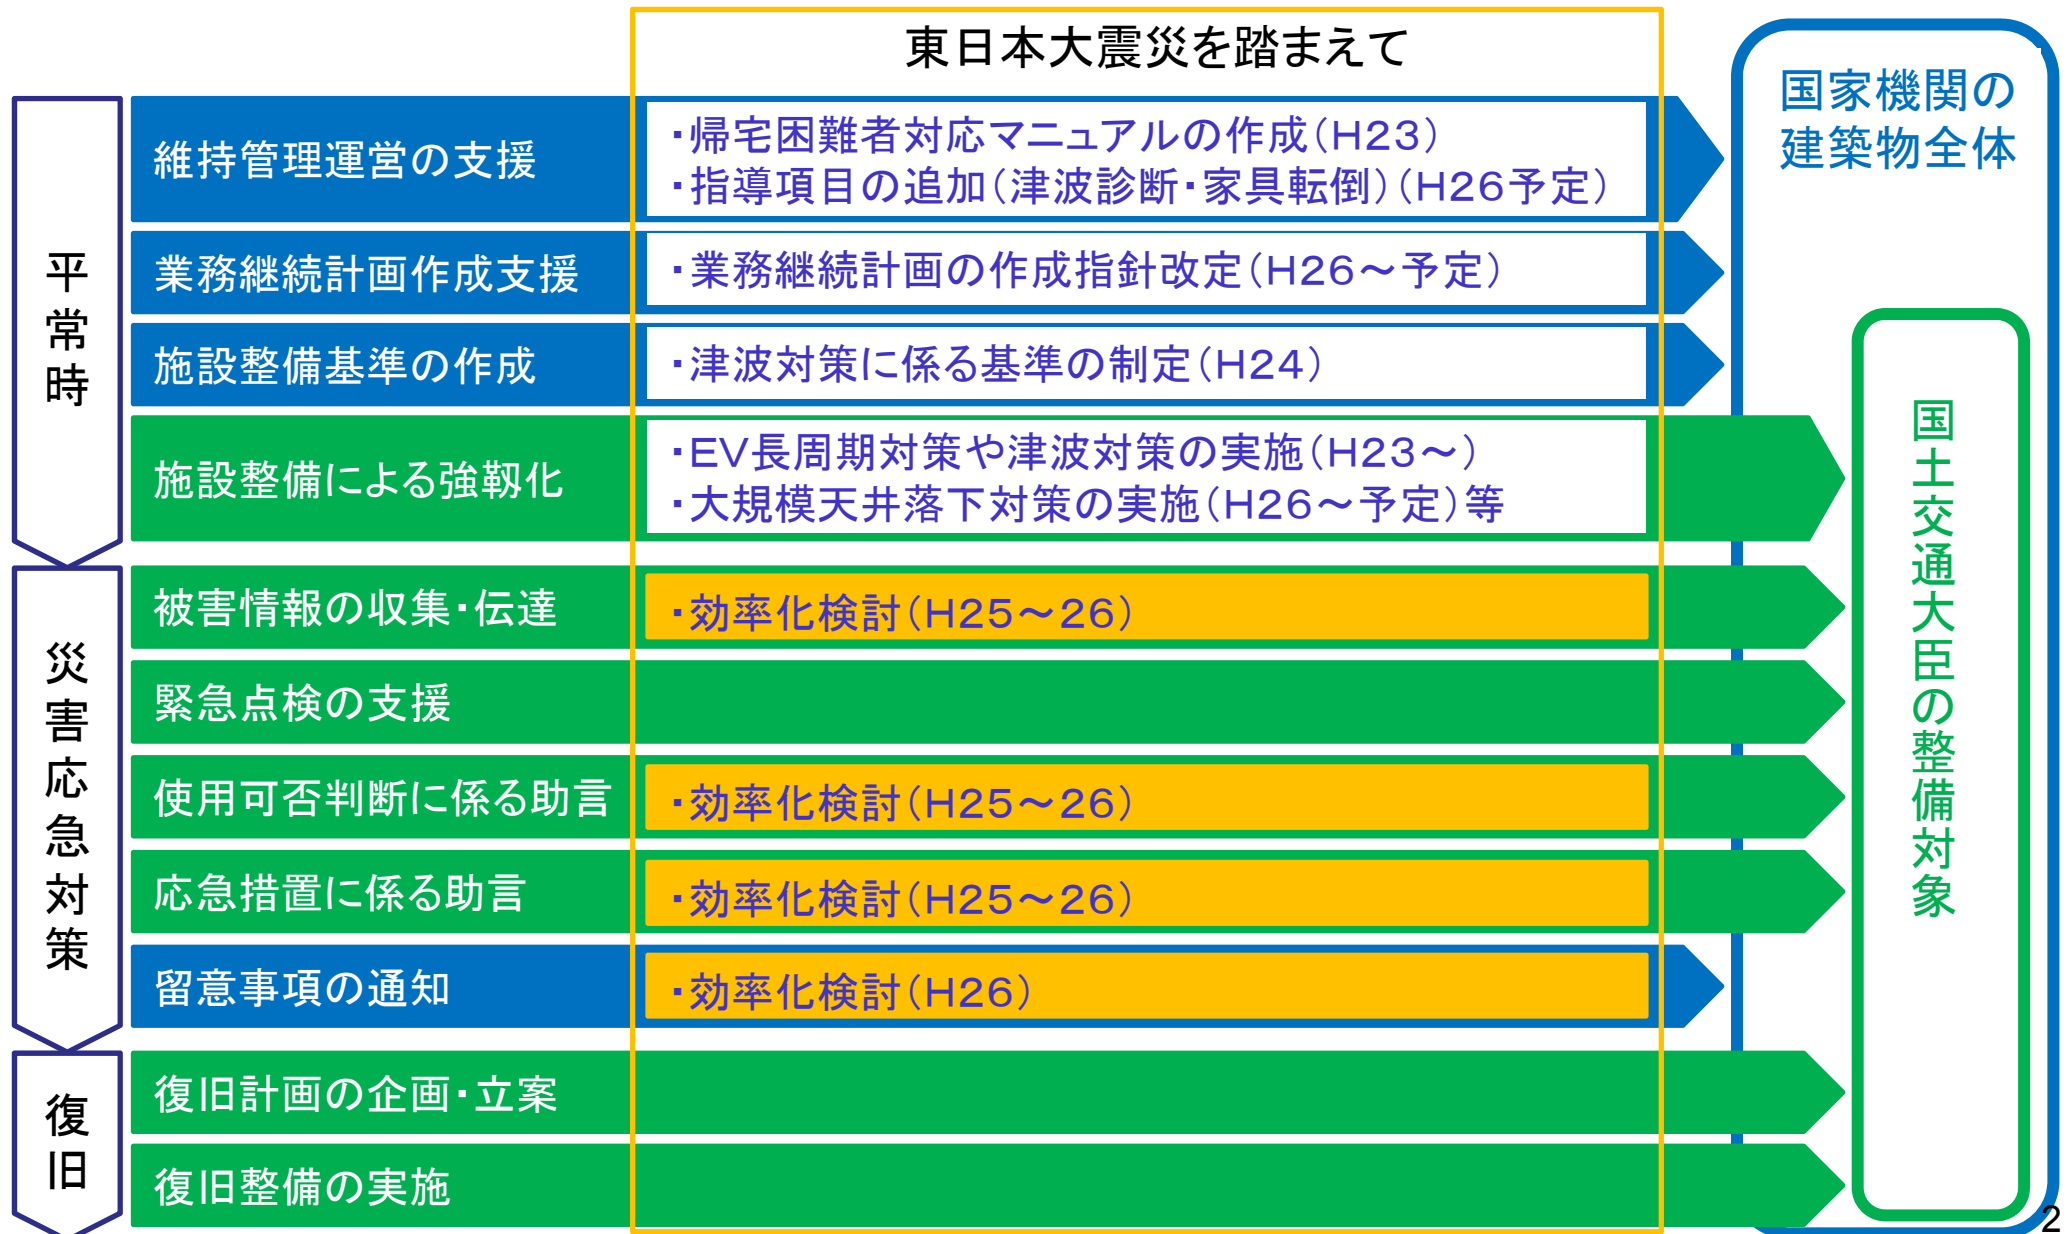 東日本大震災を踏まえて
国家機関の
建築物全体
平常時
維持管理運営の支援
・帰宅困難者対応マニュアルの作成(H23)
・指導項目の追加(津波診断・家具転倒)(H26予定)
業務継続計画作成支援
・業務継続計画の作成指針改定(H26～予定)
施設整備基準の作成
・津波対策に係る基準の制定(H24)
施設整備による強靱化
・EV長周期対策や津波対策の実施(H23～)
・大規模天井落下対策の実施(H26～予定)等
国土交通大臣の整備対象
災害応急対策
被害情報の収集・伝達
・効率化検討(H25～26)
緊急点検の支援
使用可否判断に係る助言
・効率化検討(H25～26)
応急措置に係る助言
・効率化検討(H25～26)
留意事項の通知
・効率化検討(H26)
復旧
復旧計画の企画・立案
復旧整備の実施
2